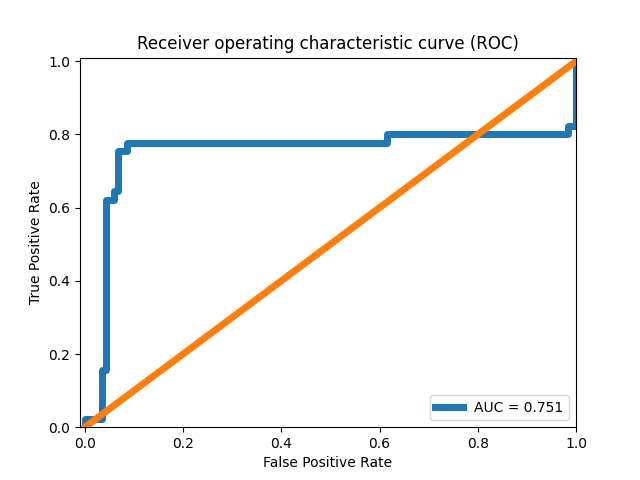 Receiver operating characteristic curve (ROC)
True Positive Rate
1.0
0.8
0.6
0.4
0.2
0.0
AUC = 0.751
0.0 0.2 0.4 0.6 0.8 1.0
False Positive Rate